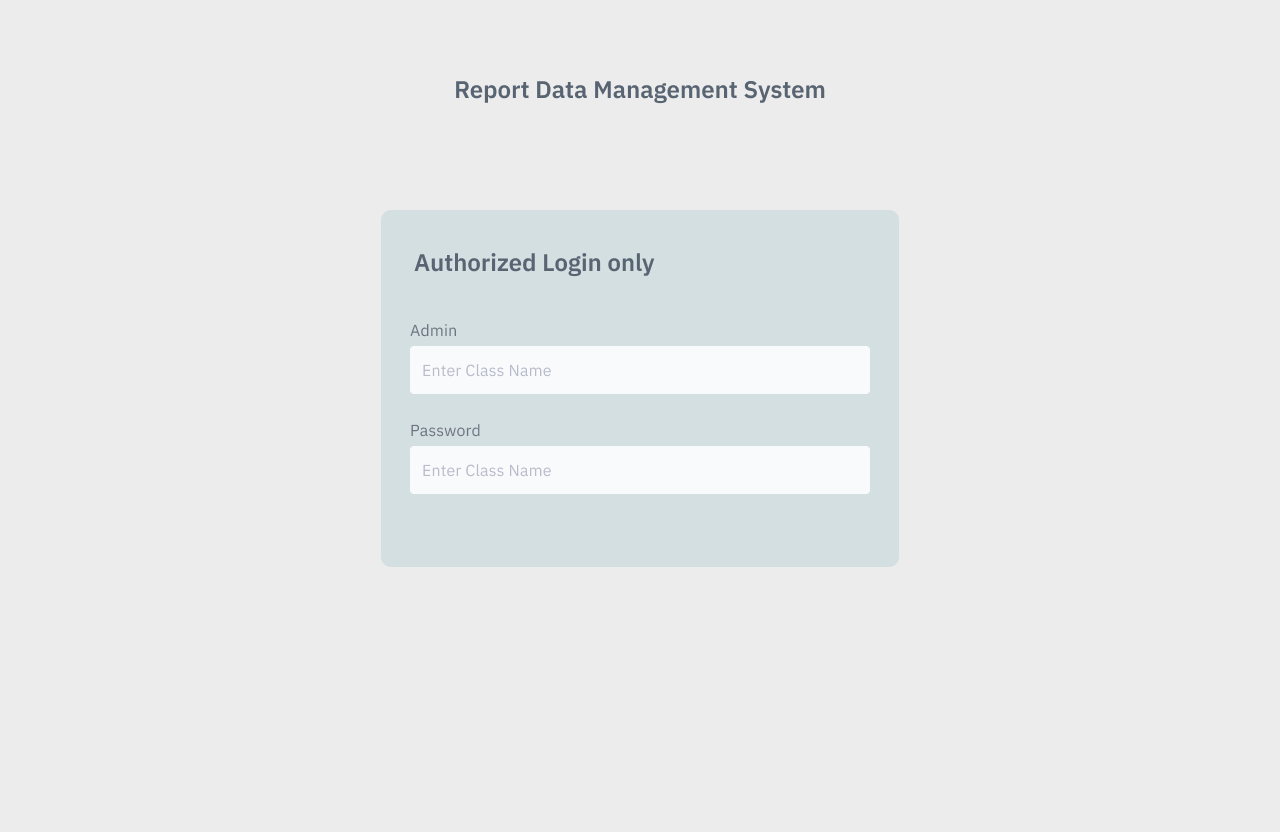 Report Data Management System
Authorized Login only
Admin
Enter Class Name
Password
Enter Class Name